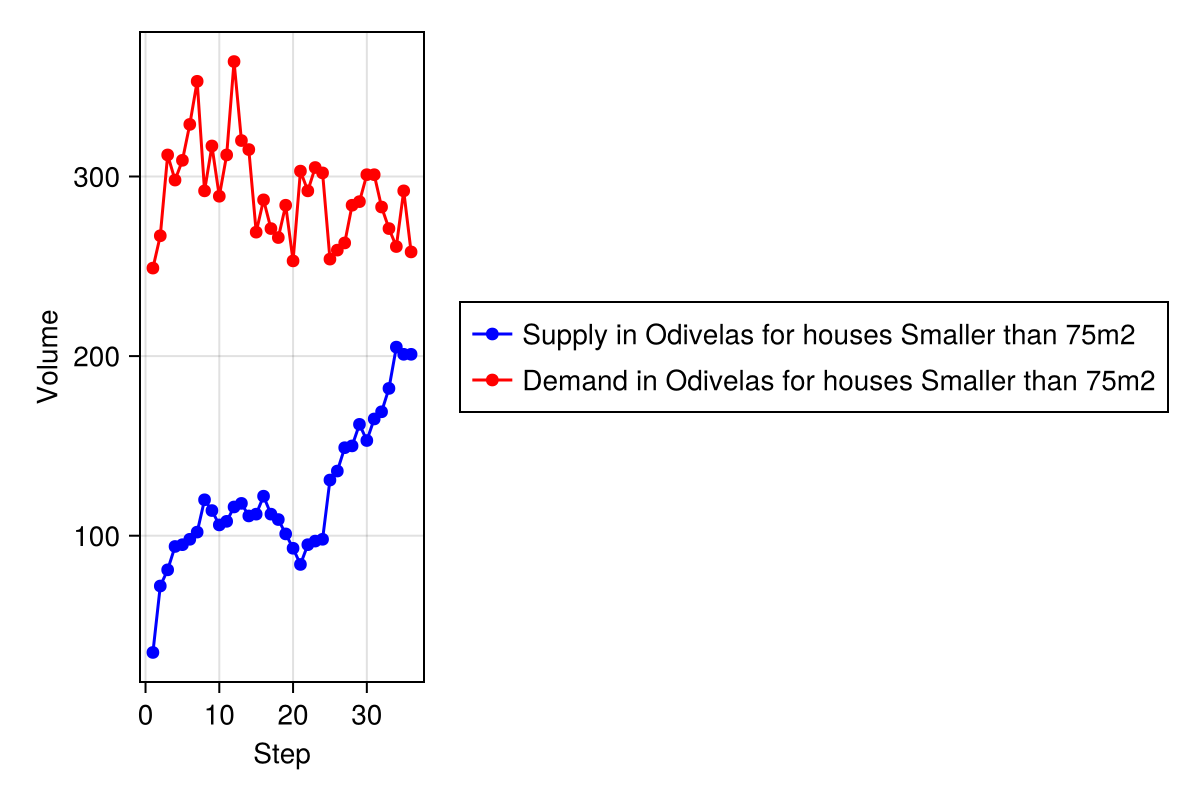 300
200
100
Volume
0 10 20 30
Step
Supply in Odivelas for houses Smaller than 75m2
Demand in Odivelas for houses Smaller than 75m2